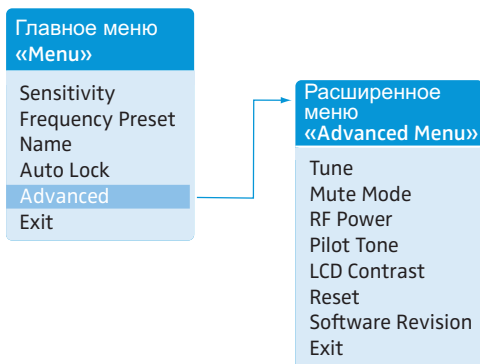 Главное меню
«Menu»
Sensitivity
Frequency Preset
Name
Auto Lock
Advanced
Exit
Расширенное
меню
«Advanced Menu»
Tune
Mute Mode
RF Power
Pilot Tone
LCD Contrast
Reset
Software Revision
Exit